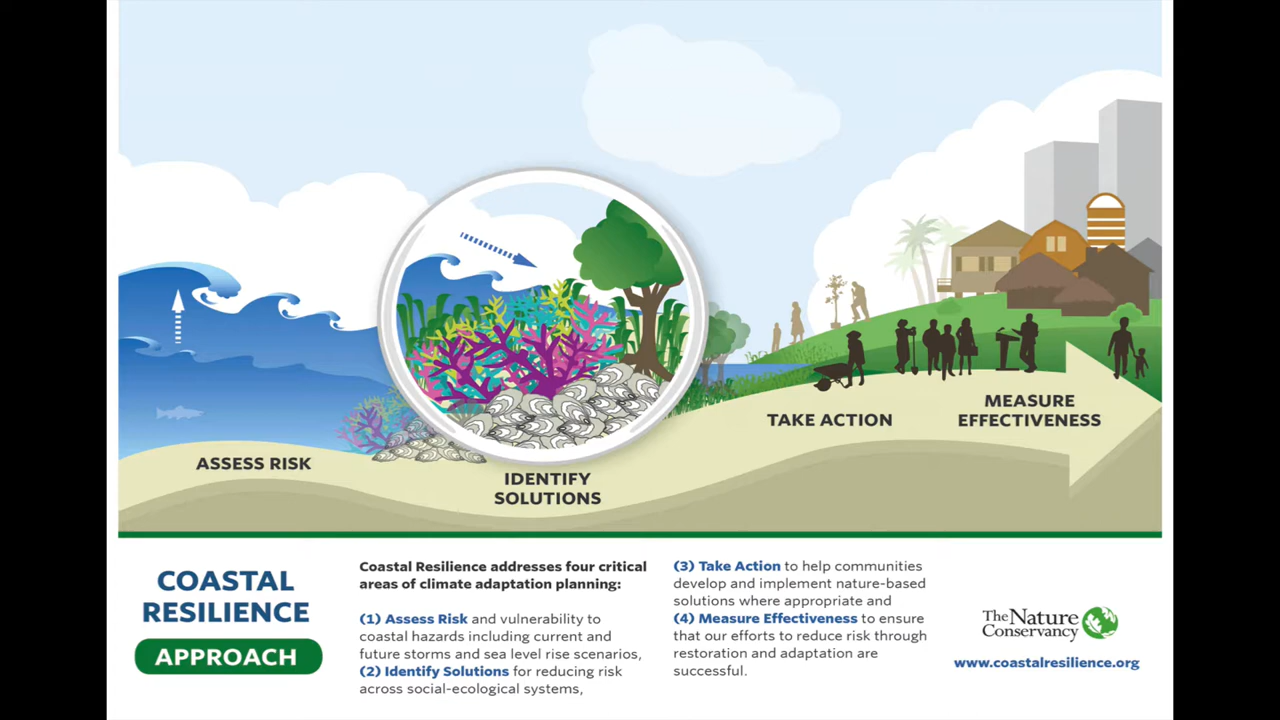 ASSESS RISK
IDENTIFY
SOLUTIONS
TAKE ACTION
MEASURE
EFFECTIVENESS
COASTAL
RESILIENCE
APPROACH
Coastal Resilience addresses four critical
areas of climate adaptation planning:
(1) Assess Risk and vulnerability to
coastal hazards including current and
future storms and sea level rise scenarios,
(2) Identify Solutions for reducing risk
across social-ecological systems,
(3) Take Action to help communities
develop and implement nature-based
solutions where appropriate and
(4) Measure Effectiveness to ensure
that our efforts to reduce risk through
restoration and adaptation are
successful.
The Nature
Conservancy
www.coastalresilience.org